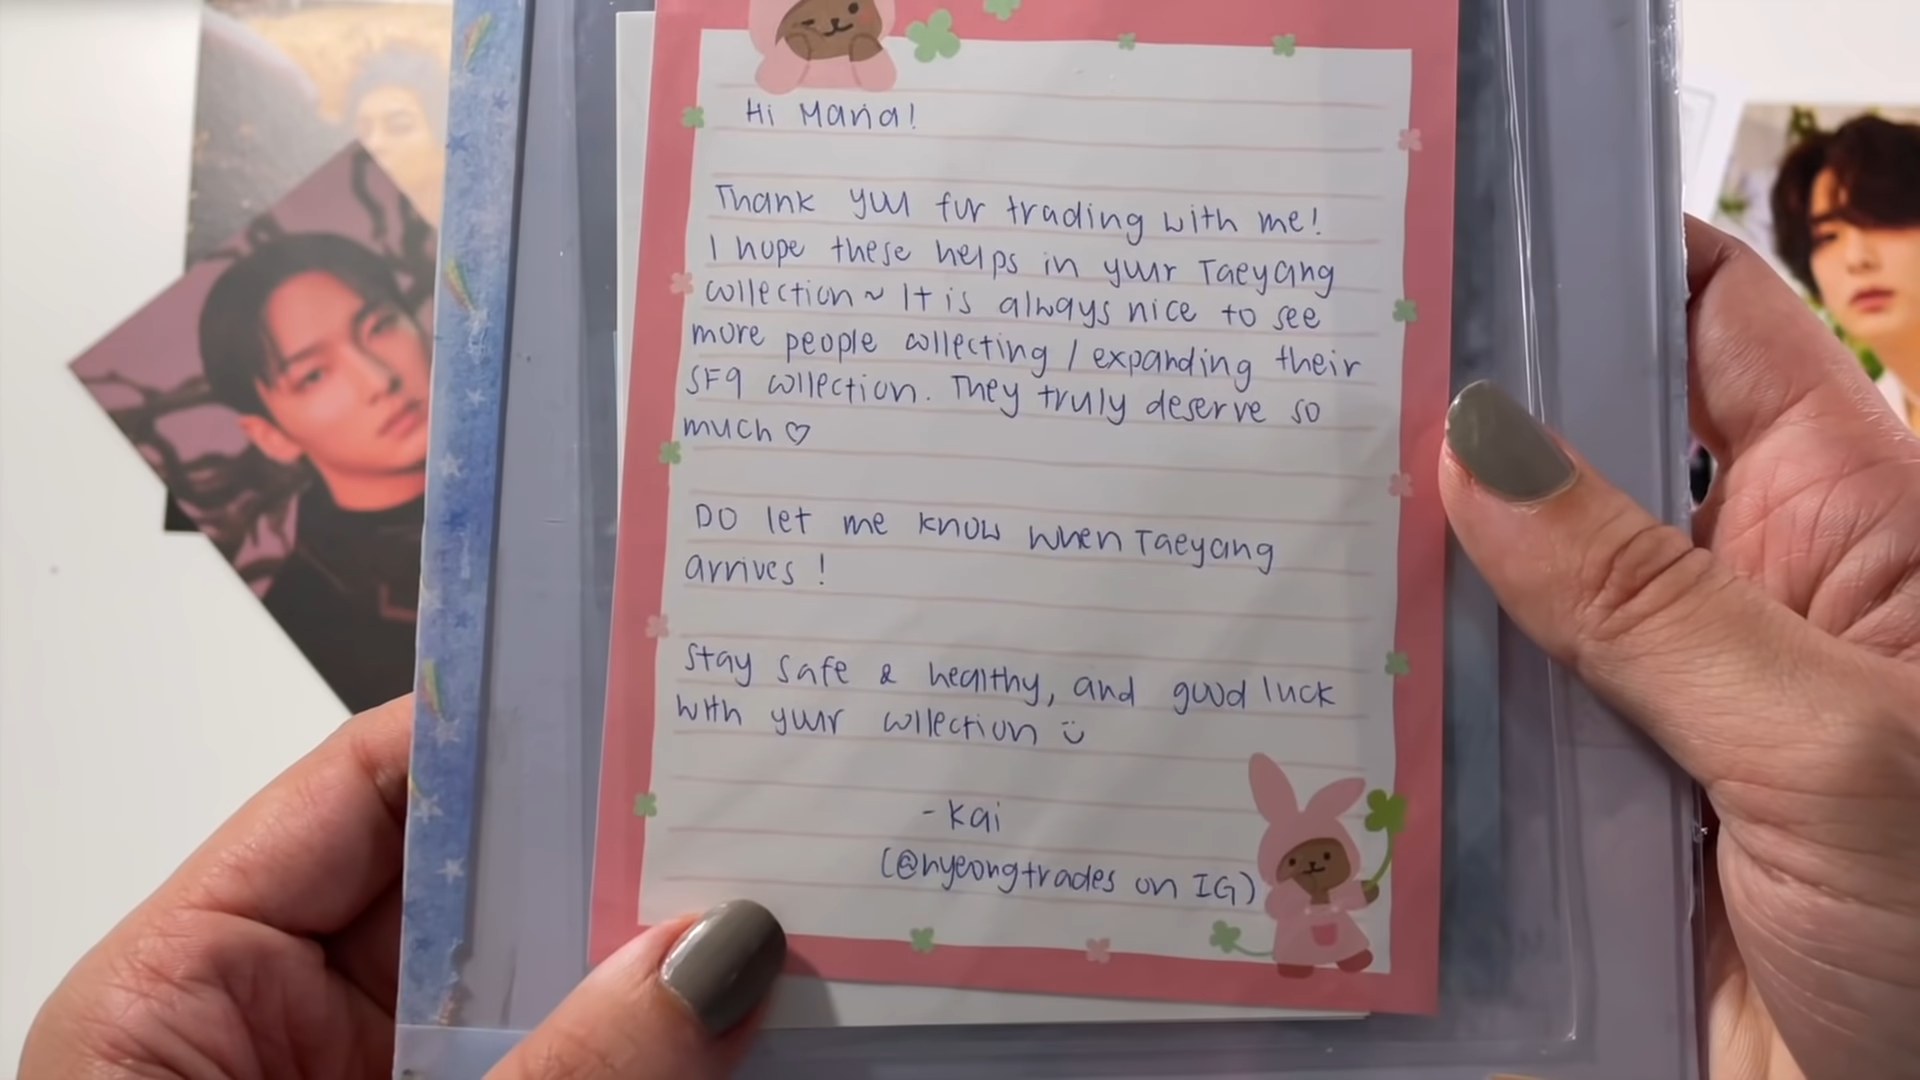 Hi Maria!
Thank you for trading with me!
I hope these helps in your Taeyang
collection~ It is always nice to see
more people collecting / expanding their
SF9 collection. They truly deserve so
much ♡
Do let me know when Taeyang
arrives!
Stay safe & healthy, and good luck
with your collection ت
- Kai
(@nyeongtrades on IG)